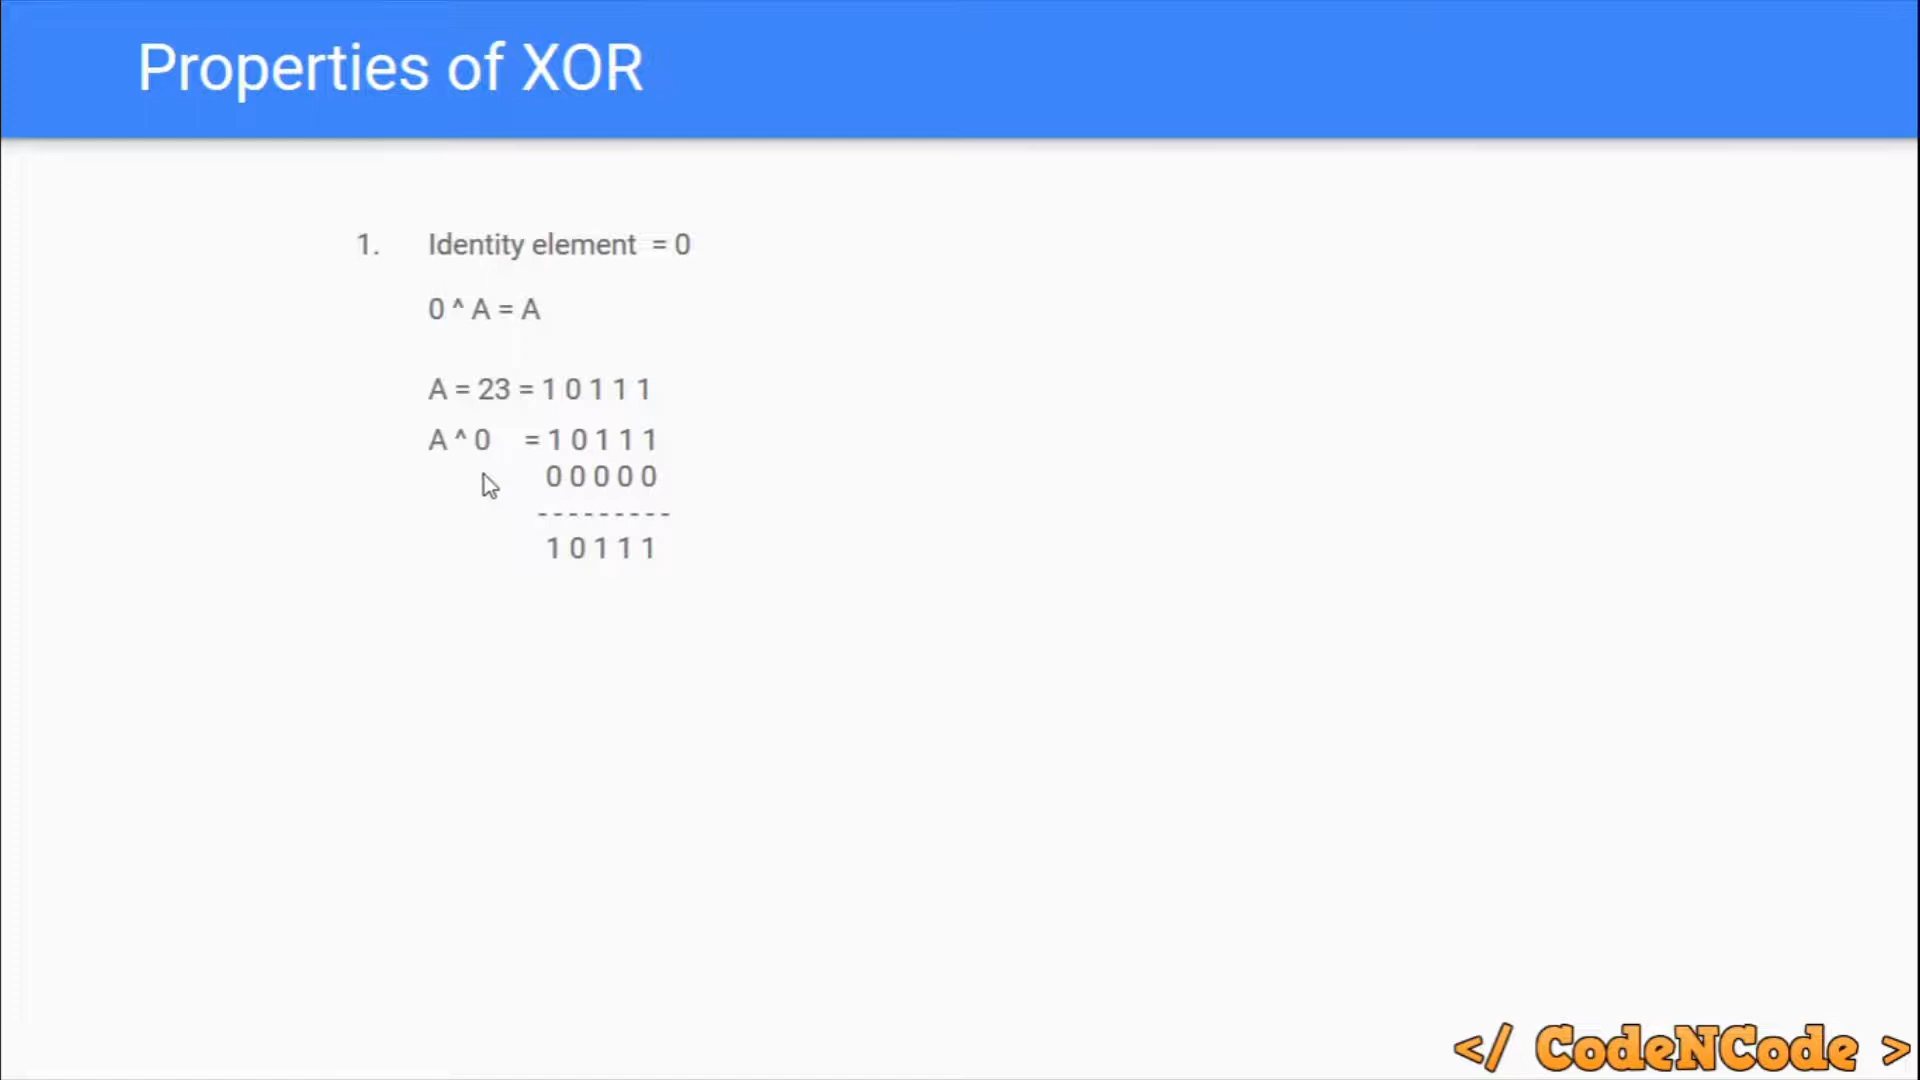 Properties of XOR
1. Identity element = 0
0 ^ A = A
A = 23 = 1 0 1 1 1
A ^ 0 = 1 0 1 1 1
0 0 0 0 0
- - - - - - - - -
1 0 1 1 1
</ CodeNCode >